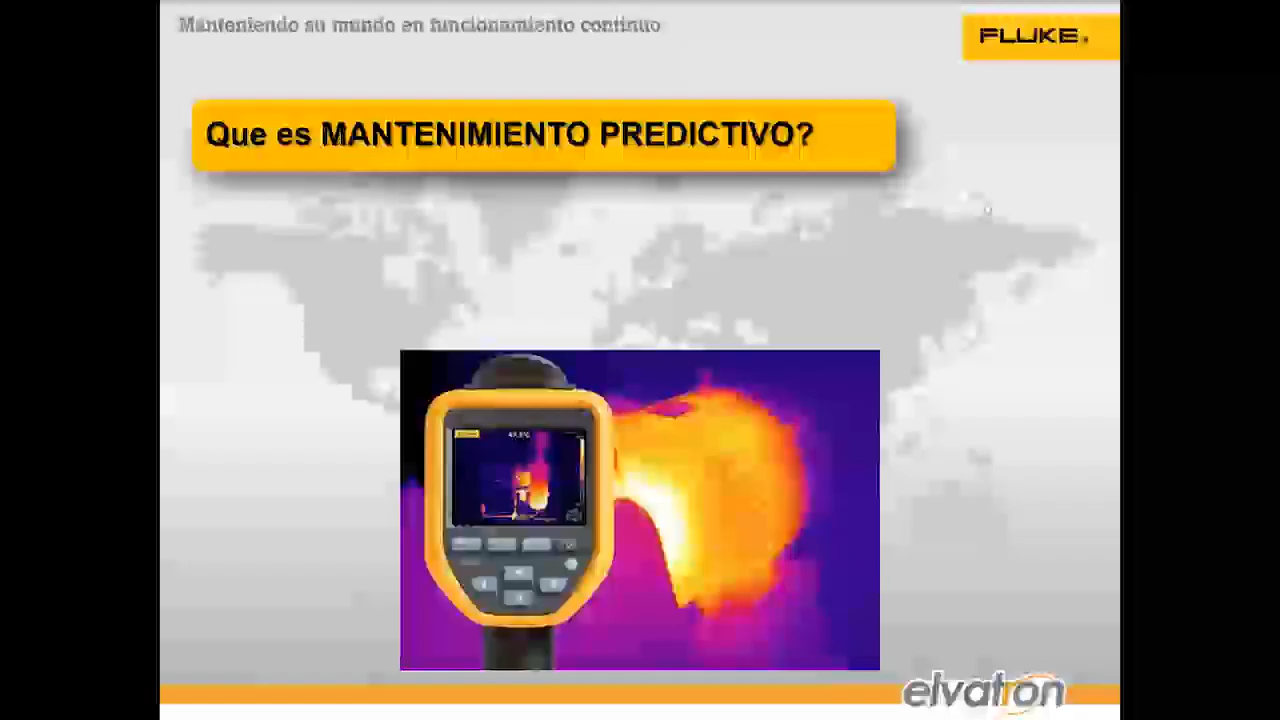 Manteniendo su mundo en funcionamiento continuo
FLUKE.
Que es MANTENIMIENTO PREDICTIVO?
elvatron